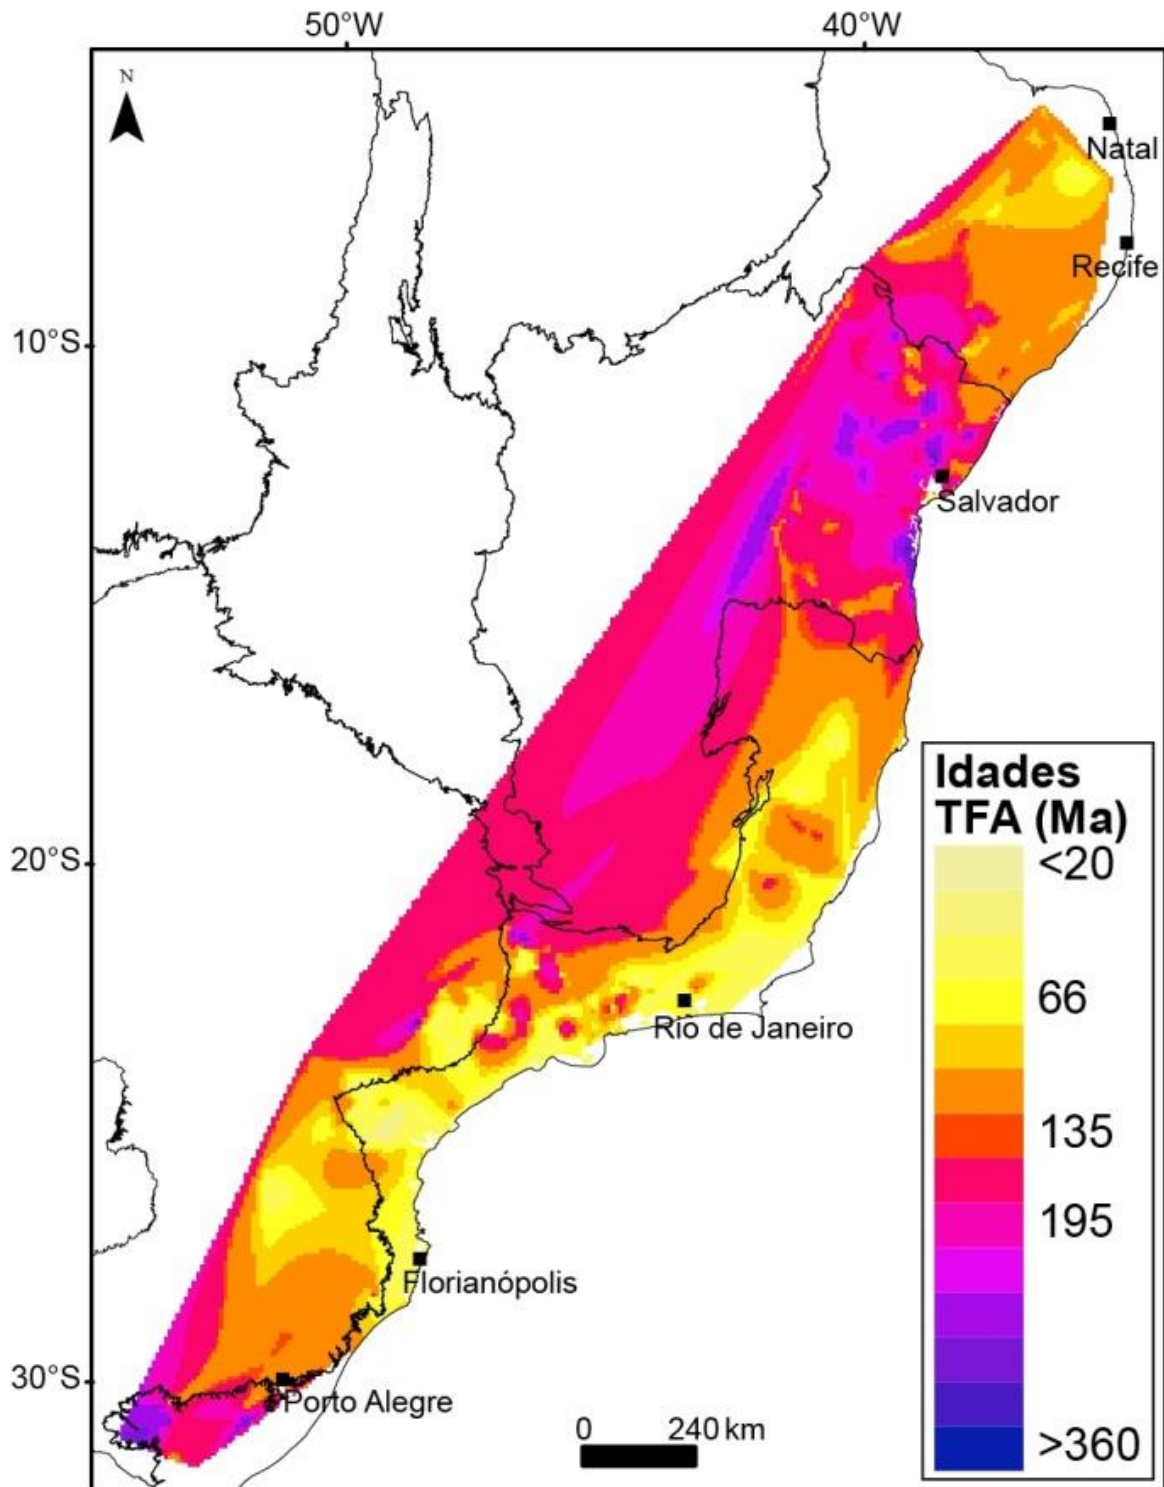 50°W
40°W
N
Natal
Recife
10°S
Salvador
Idades
TFA (Ma)
<20
20°S
66
Rio de Janeiro
135
195
Florianópolis
30°S
Porto Alegre
0 240 km
>360